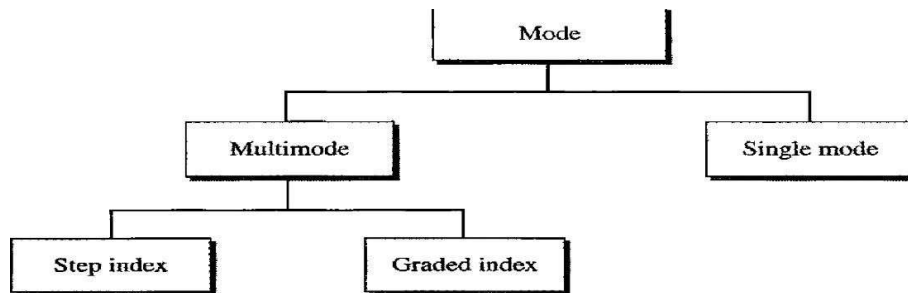 Mode
Multimode
Single mode
Step index
Graded index